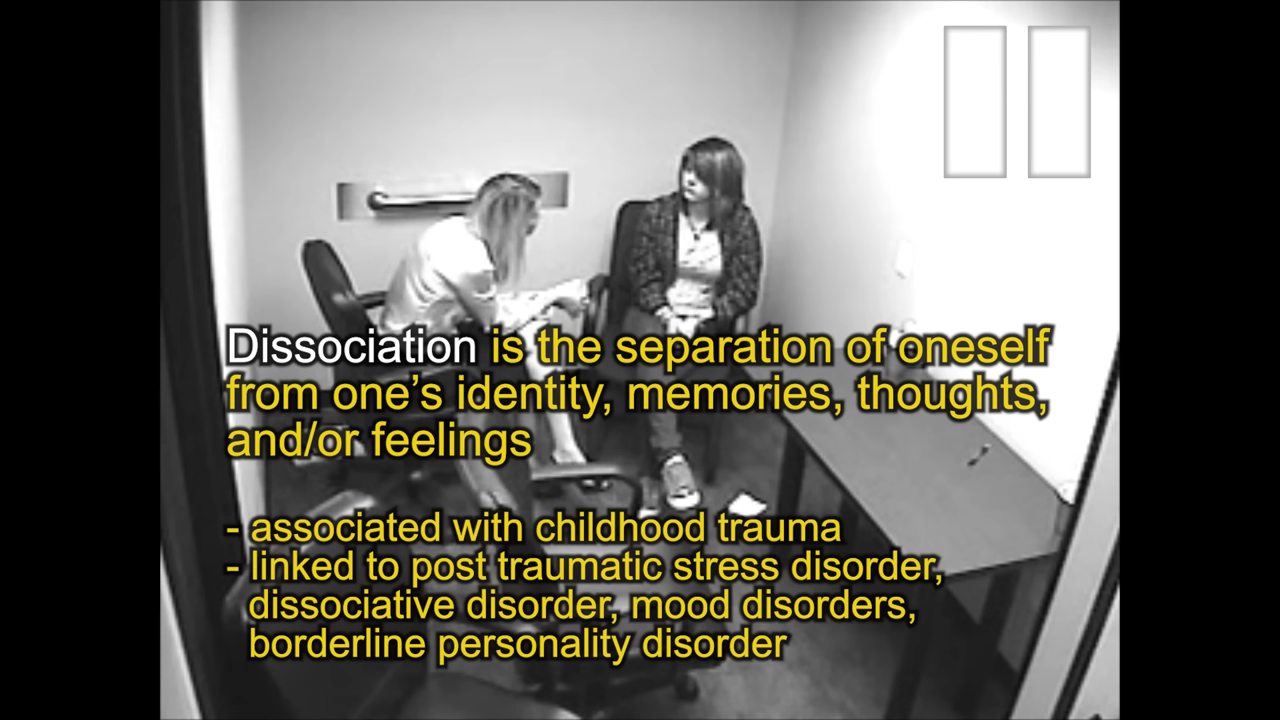 Dissociation is the separation of oneself
from one’s identity, memories, thoughts,
and/or feelings
- associated with childhood trauma
- linked to post traumatic stress disorder,
dissociative disorder, mood disorders,
borderline personality disorder